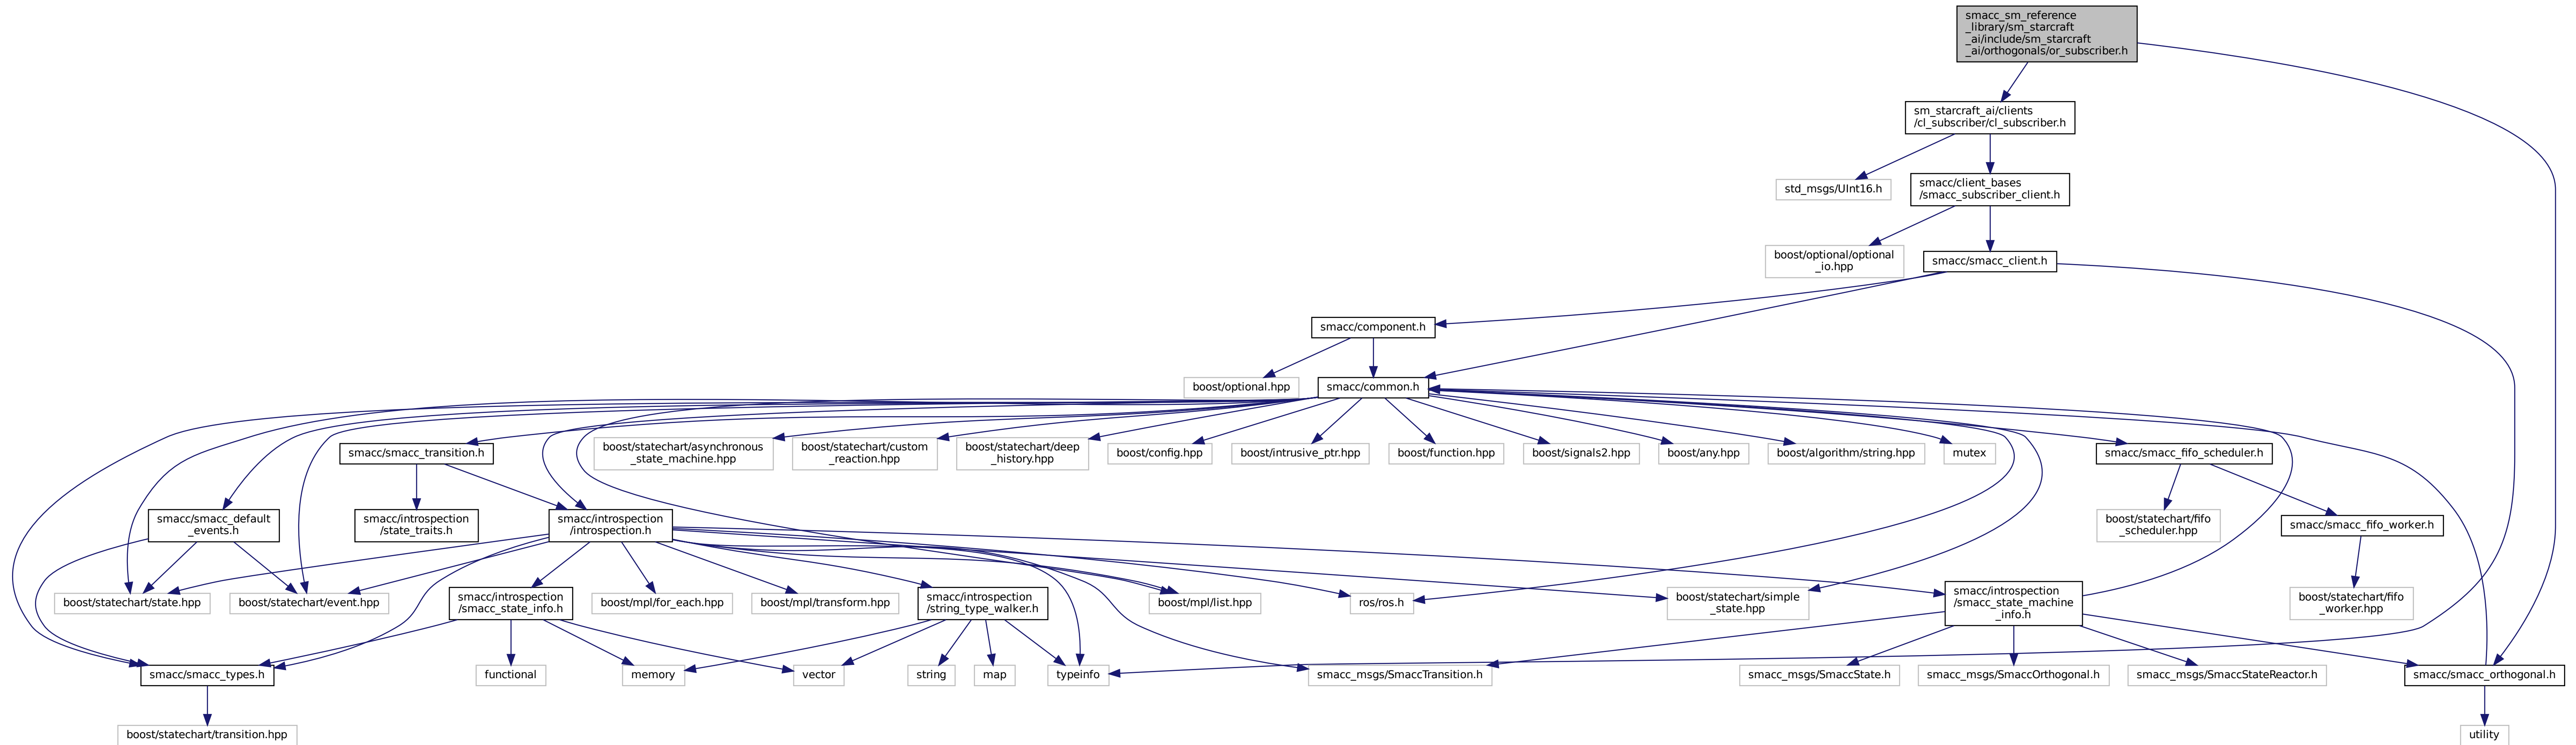 smacc_sm_reference
_library/sm_starcraft
_ai/include/sm_starcraft
_ai/orthogonals/or_subscriber.h
sm_starcraft_ai/clients
/cl_subscriber/cl_subscriber.h
std_msgs/UInt16.h
smacc/client_bases
/smacc_subscriber_client.h
boost/optional/optional
_io.hpp
smacc/smacc_client.h
smacc/component.h
boost/optional.hpp
smacc/common.h
smacc/smacc_transition.h
boost/statechart/asynchronous
_state_machine.hpp
boost/statechart/custom
_reaction.hpp
boost/statechart/deep
_history.hpp
boost/config.hpp
boost/intrusive_ptr.hpp
boost/function.hpp
boost/signals2.hpp
boost/any.hpp
boost/algorithm/string.hpp
mutex
smacc/smacc_fifo_scheduler.h
smacc/smacc_default
_events.h
smacc/introspection
/state_traits.h
smacc/introspection
/introspection.h
boost/statechart/fifo
_scheduler.hpp
smacc/smacc_fifo_worker.h
boost/statechart/state.hpp
boost/statechart/event.hpp
smacc/introspection
/smacc_state_info.h
boost/mpl/for_each.hpp
boost/mpl/transform.hpp
smacc/introspection
/string_type_walker.h
boost/mpl/list.hpp
ros/ros.h
boost/statechart/simple
_state.hpp
smacc/introspection
/smacc_state_machine
_info.h
boost/statechart/fifo
_worker.hpp
smacc/smacc_types.h
functional
memory
vector
string
map
typeinfo
smacc_msgs/SmaccTransition.h
smacc_msgs/SmaccState.h
smacc_msgs/SmaccOrthogonal.h
smacc_msgs/SmaccStateReactor.h
smacc/smacc_orthogonal.h
boost/statechart/transition.hpp
utility